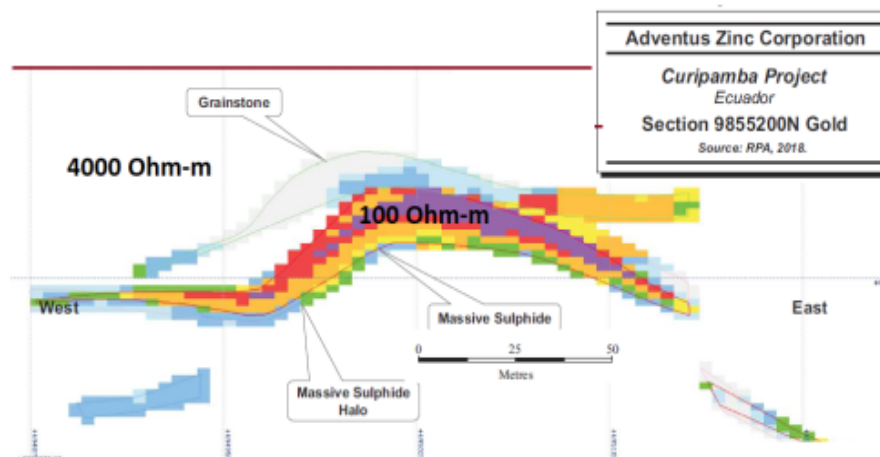 Adventus Zinc Corporation
Curipamba Project
Ecuador
Section 9855200N Gold
Source: RPA, 2018.
Grainstone
4000 Ohm-m
100 Ohm-m
West
Massive Sulphide
East
0 25 50
Metres
Massive Sulphide
Halo